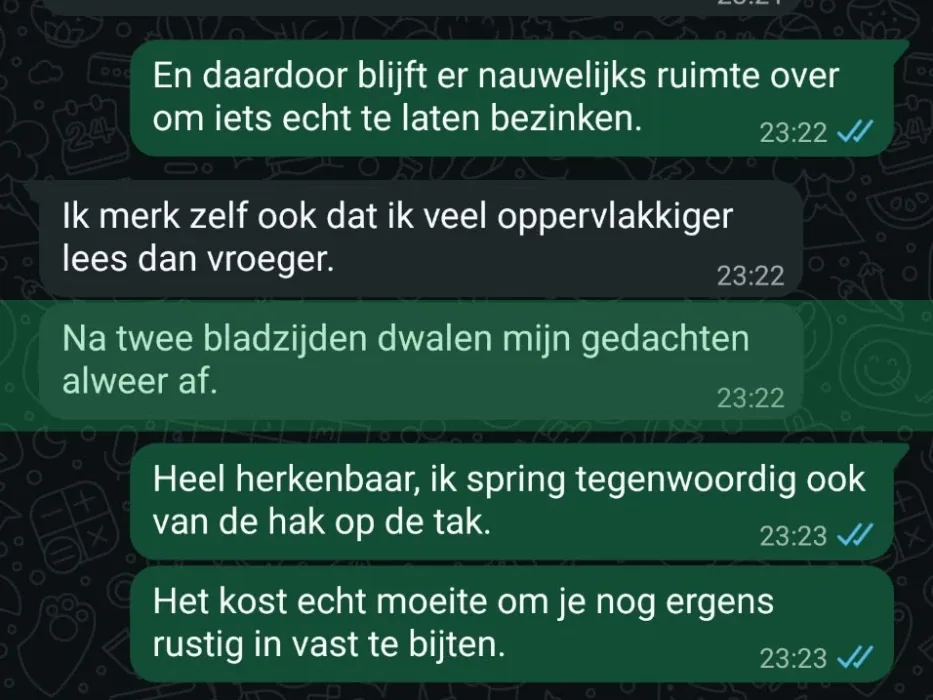 En daardoor blijft er nauwelijks ruimte over
om iets echt te laten bezinken.
23:22
Ik merk zelf ook dat ik veel oppervlakkiger
lees dan vroeger.
23:22
Na twee bladzijden dwalen mijn gedachten
alweer af.
23:22
Heel herkenbaar, ik spring tegenwoordig ook
van de hak op de tak.
23:23
Het kost echt moeite om je nog ergens
rustig in vast te bijten.
23:23